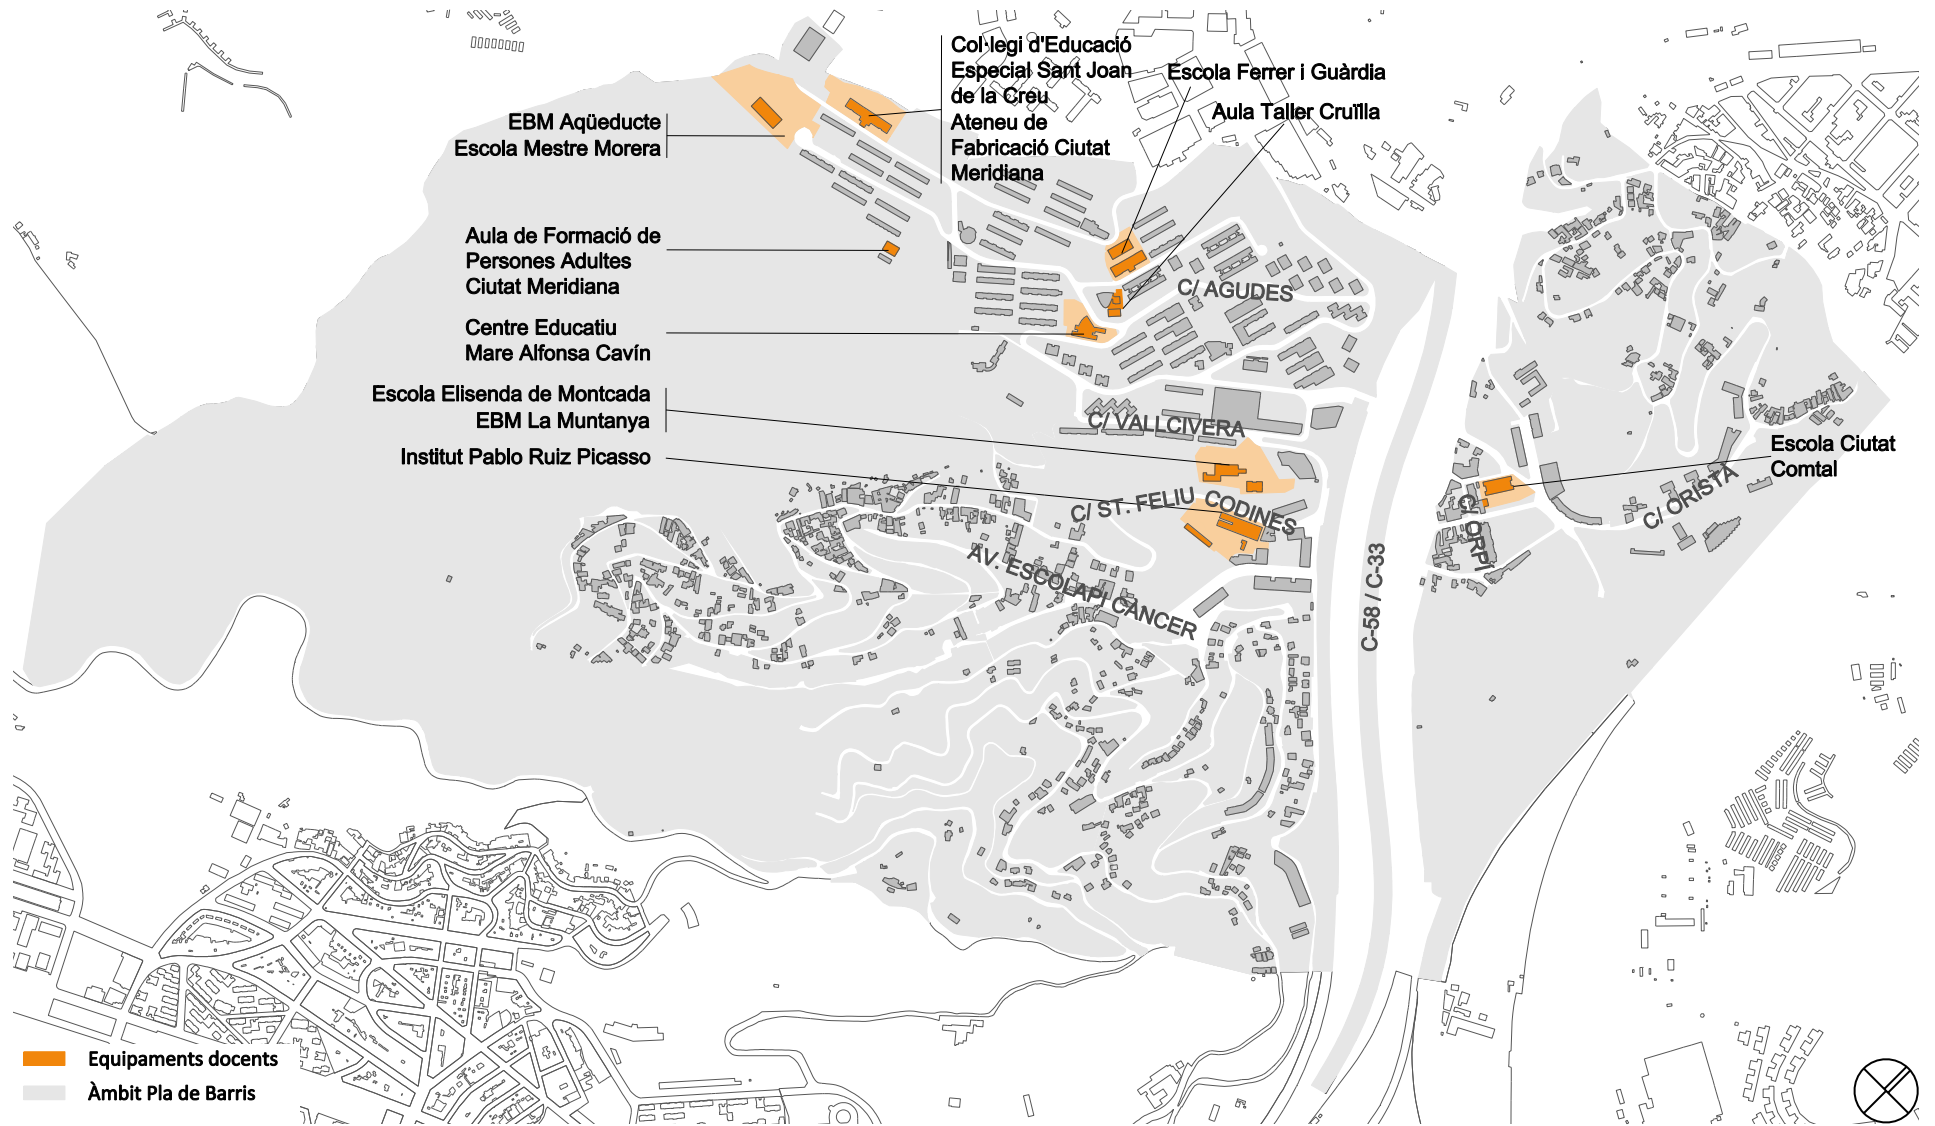 Col·legi d'Educació
Especial Sant Joan
de la Creu
Ateneu de
Fabricació Ciutat
Meridiana
Escola Ferrer i Guàrdia
Aula Taller Cruïlla
EBM Aqüeducte
Escola Mestre Morera
Aula de Formació de
Persones Adultes
Ciutat Meridiana
C/ AGUDES
Centre Educatiu
Mare Alfonsa Cavín
Escola Elisenda de Montcada
EBM La Muntanya
C/ VALLCIVERA
Institut Pablo Ruiz Picasso
Escola Ciutat
Comtal
C/ ST. FELIU CODINES
C/ ORISTÀ
C/ ORPÍ
AV. ESCOLAPI CÀNCER
C-58 / C-33
Equipaments docents
Àmbit Pla de Barris